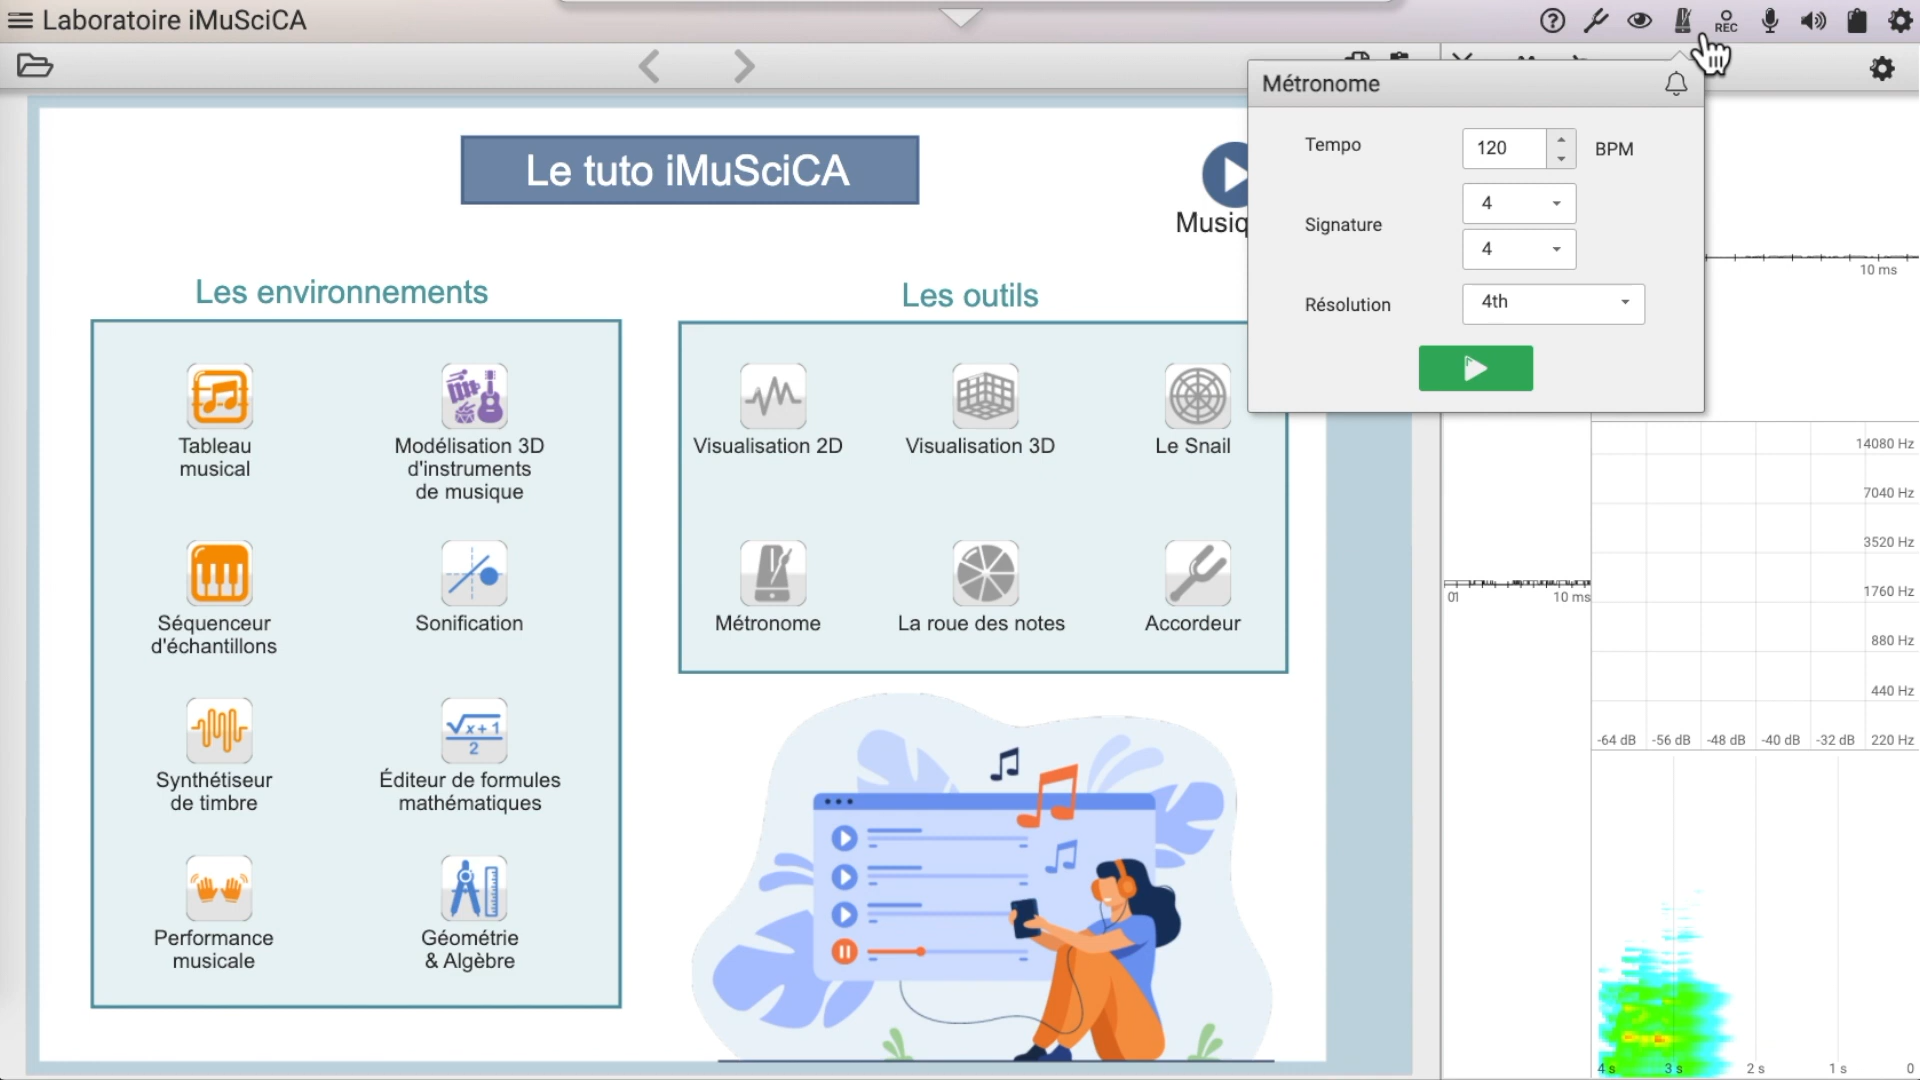 Laboratoire iMuSciCA
REC
Métronome
Tempo
120
BPM
Signature
4
4
Résolution
4th
Le tuto iMuSciCA
Musiq
Les environnements
Tableau
musical
Modélisation 3D
d'instruments
de musique
Séquenceur
d'échantillons
Sonification
Synthétiseur
de timbre
√x+1
2
Éditeur de formules
mathématiques
Performance
musicale
Géométrie
& Algèbre
Les outils
Visualisation 2D
Visualisation 3D
Le Snail
Métronome
La roue des notes
Accordeur
10 ms
01
10 ms
14080 Hz
7040 Hz
3520 Hz
1760 Hz
880 Hz
440 Hz
-64 dB -56 dB -48 dB -40 dB -32 dB 220 Hz
4 s 3 s 2 s 1 s 0